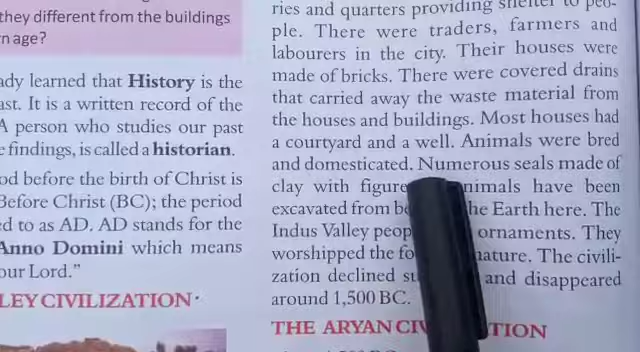 they different from the buildings
n age?
ady learned that History is the
ast. It is a written record of the
A person who studies our past
e findings, is called a historian.
od before the birth of Christ is
Before Christ (BC); the period
ed to as AD. AD stands for the
Anno Domini which means
our Lord."
LEY CIVILIZATION
ries and quarters providing shelter to peo-
ple. There were traders, farmers and
labourers in the city. Their houses were
made of bricks. There were covered drains
that carried away the waste material from
the houses and buildings. Most houses had
a courtyard and a well. Animals were bred
and domesticated. Numerous seals made of
clay with figure nimals have been
excavated from be he Earth here. The
Indus Valley peop ornaments. They
worshipped the fo nature. The civili-
zation declined and disappeared
around 1,500 BC.
THE ARYAN CIV TION